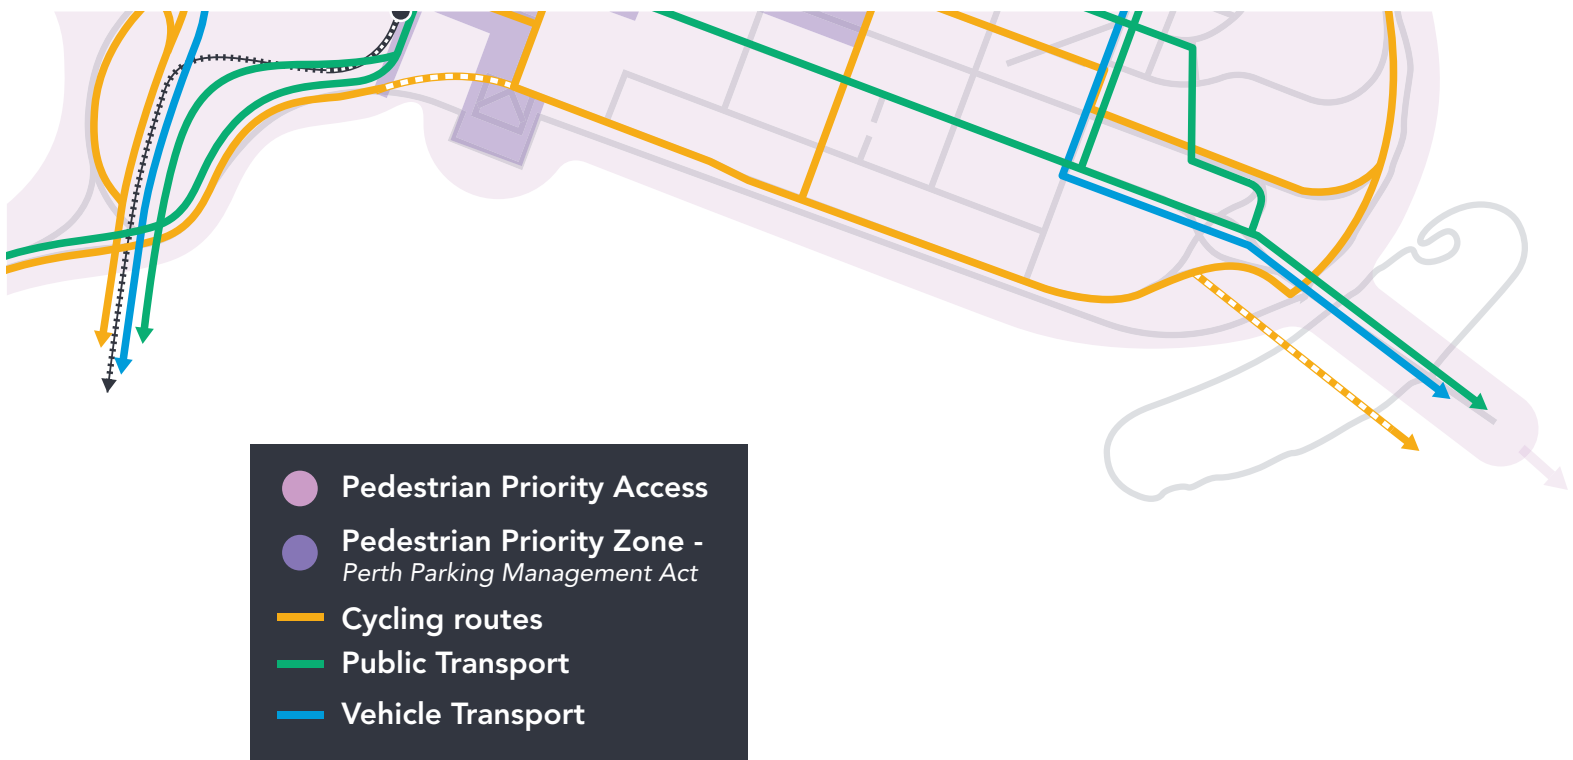 Pedestrian Priority Access
Pedestrian Priority Zone -
Perth Parking Management Act
Cycling routes
Public Transport
Vehicle Transport